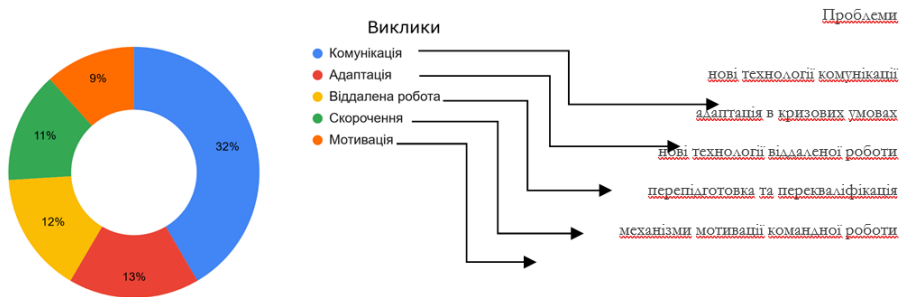 Виклики
Комунікація
Адаптація
Віддалена робота
Скорочення
Мотивація
9%
11%
32%
12%
13%
Проблеми
нові технології комунікації
адаптація в кризових умовах
нові технології віддаленої роботи
перепідготовка та перекваліфікація
механізми мотивації командної роботи